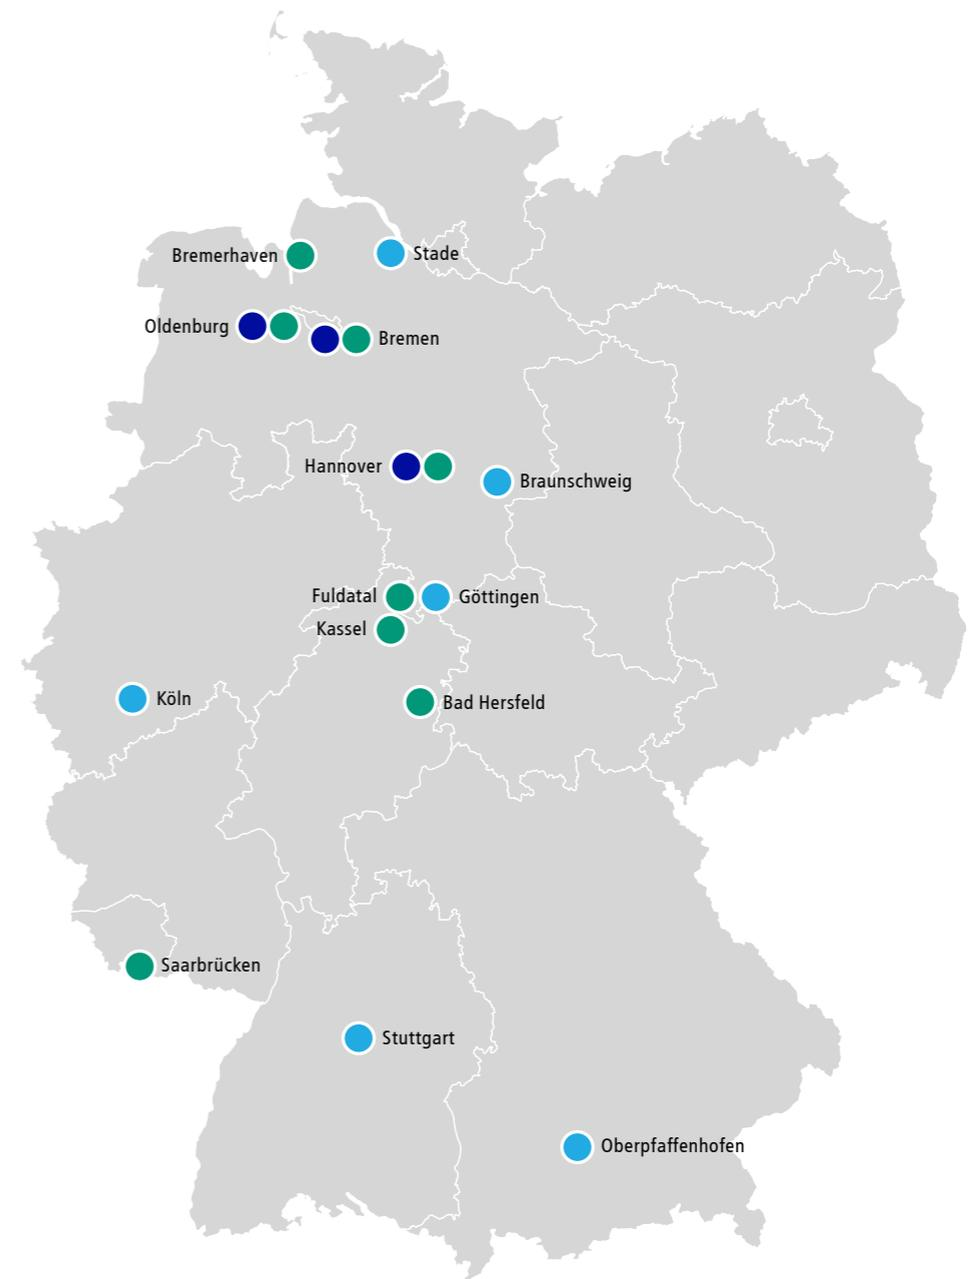 Bremerhaven
Stade
Oldenburg
Bremen
Hannover
Braunschweig
Fuldatal
Göttingen
Kassel
Köln
Bad Hersfeld
Saarbrücken
Stuttgart
Oberpfaffenhofen